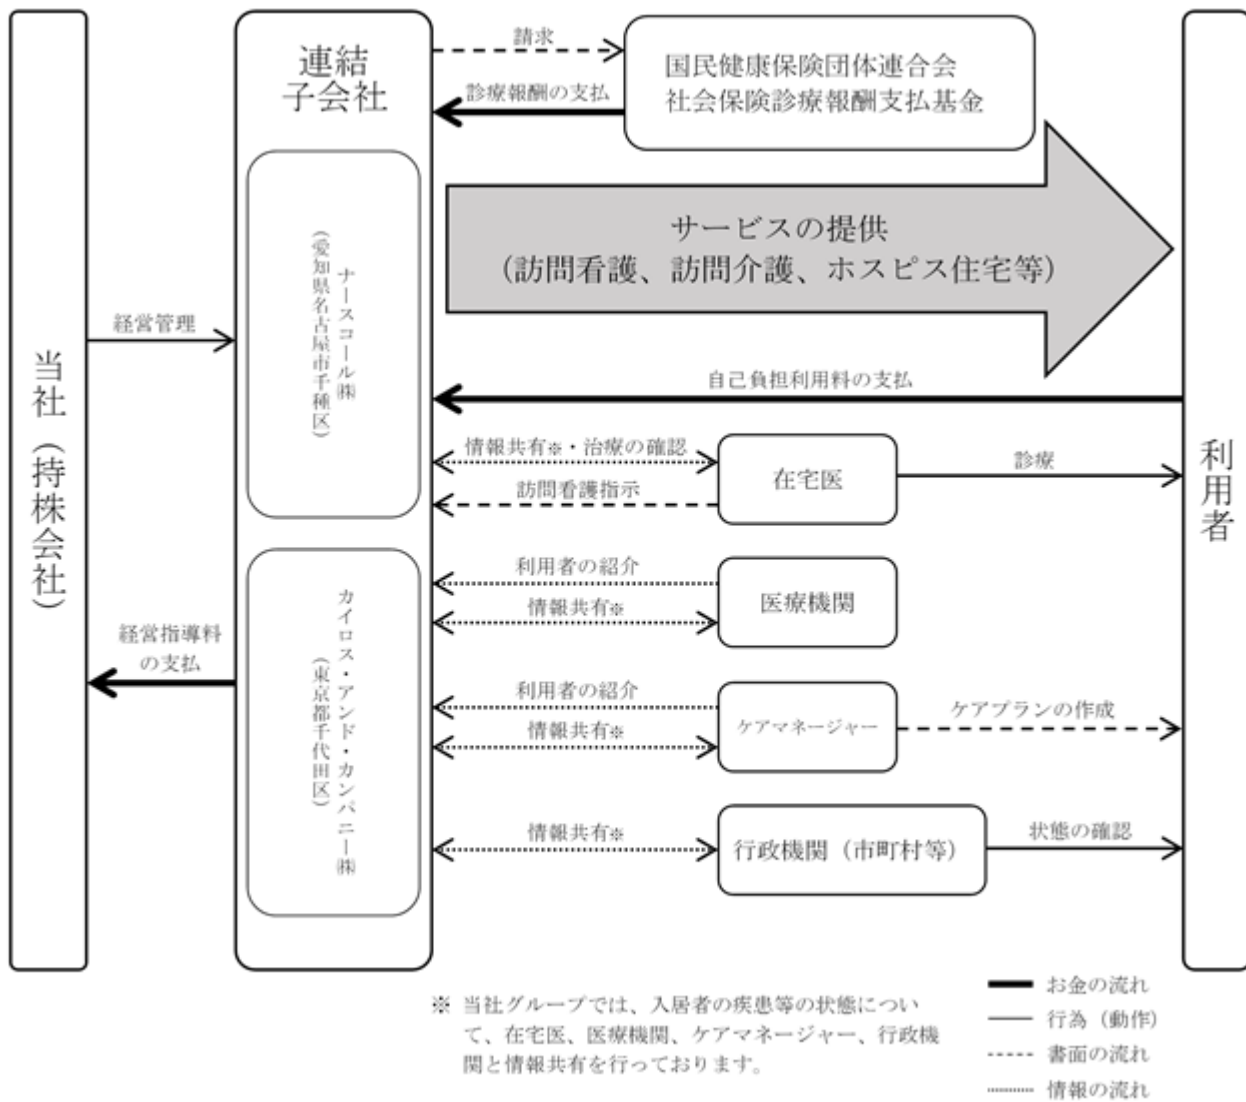 当社（持株会社）
経営管理
経営指導料
の支払
連結
子会社
ナースコール㈱
（愛知県名古屋市千種区）
カイロス・アンド・カンパニー㈱
（東京都千代田区）
請求
診療報酬の支払
国民健康保険団体連合会
社会保険診療報酬支払基金
サービスの提供
（訪問看護、訪問介護、ホスピス住宅等）
自己負担利用料の支払
情報共有※・治療の確認
訪問看護指示
在宅医
診療
利用者の紹介
情報共有※
医療機関
利用者の紹介
情報共有※
ケアマネージャー
ケアプランの作成
情報共有※
行政機関（市町村等）
状態の確認
利用者
※ 当社グループでは、入居者の疾患等の状態につい
て、在宅医、医療機関、ケアマネージャー、行政機
関と情報共有を行っております。
お金の流れ
行為（動作）
書面の流れ
情報の流れ